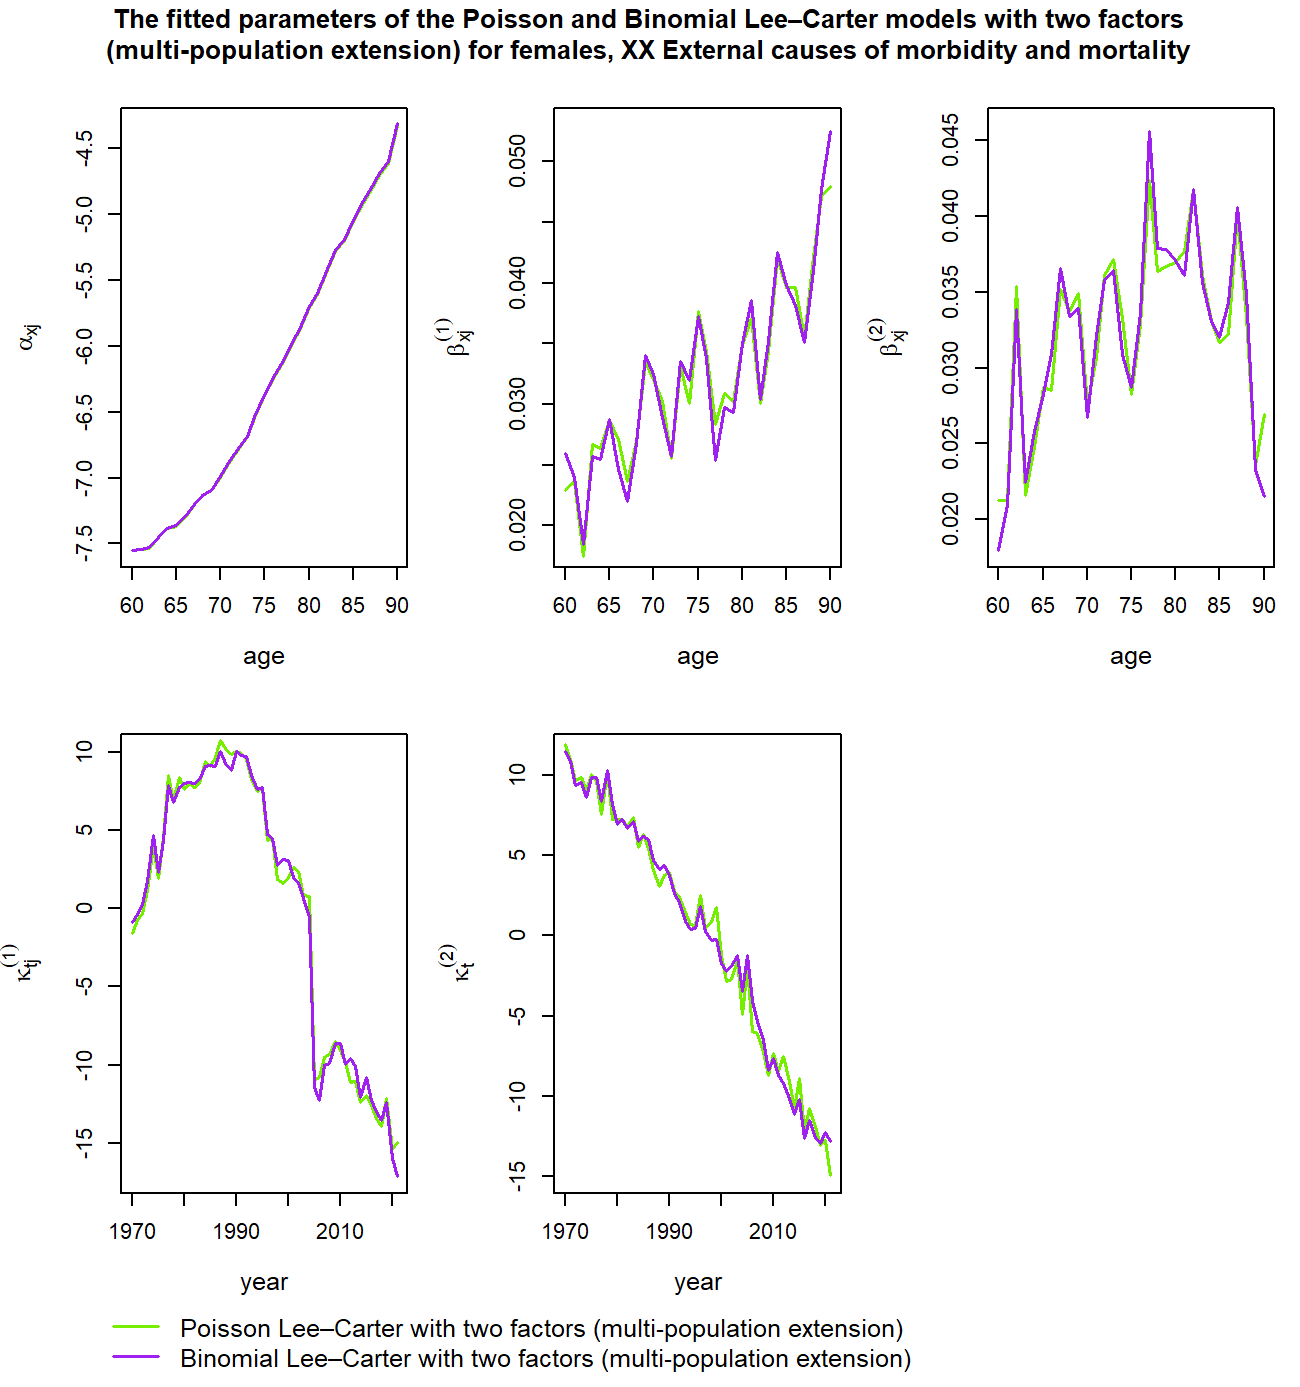 The fitted parameters of the Poisson and Binomial Lee–Carter models with two factors
(multi-population extension) for females, XX External causes of morbidity and mortality
αxj
-4.5
-5.0
-5.5
-6.0
-6.5
-7.0
-7.5
60 65 70 75 80 85 90
age
βxj(1)
0.050
0.040
0.030
0.020
60 65 70 75 80 85 90
age
βxj(2)
0.045
0.040
0.035
0.030
0.025
0.020
60 65 70 75 80 85 90
age
κtj(1)
10
5
0
-5
-10
-15
1970 1990 2010
year
κt(2)
10
5
0
-5
-10
-15
1970 1990 2010
year
Poisson Lee–Carter with two factors (multi-population extension)
Binomial Lee–Carter with two factors (multi-population extension)